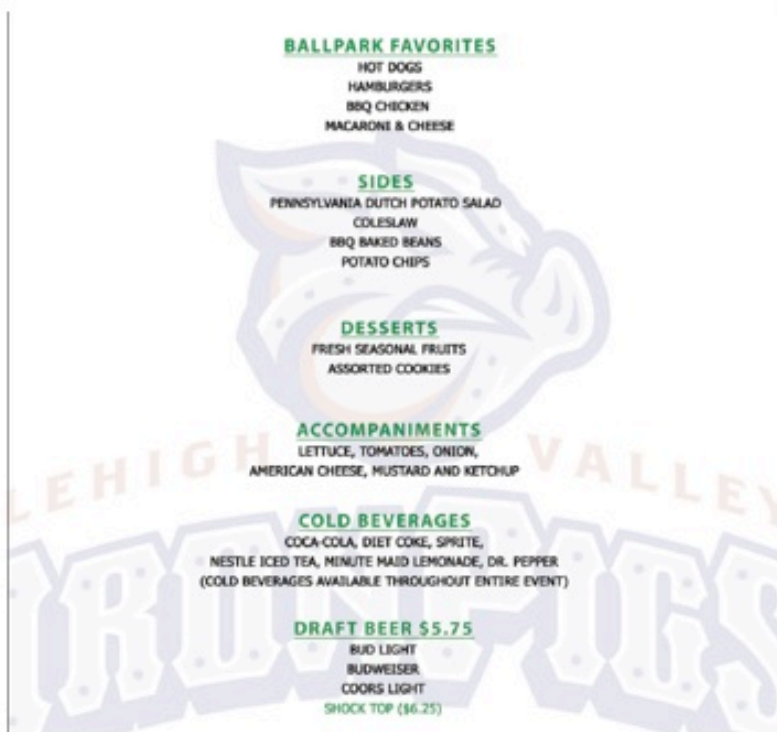 BALLPARK FAVORITES
HOT DOGS
HAMBURGERS
BBQ CHICKEN
MACARONI & CHEESE
SIDES
PENNSYLVANIA DUTCH POTATO SALAD
COLESLAW
BBQ BAKED BEANS
POTATO CHIPS
DESSERTS
FRESH SEASONAL FRUITS
ASSORTED COOKIES
ACCOMPANIMENTS
LETTUCE, TOMATOES, ONION,
AMERICAN CHEESE, MUSTARD AND KETCHUP
LEHIGH VALLEY
COLD BEVERAGES
COCA-COLA, DIET COKE, SPRITE,
NESTLE ICED TEA, MINUTE MAID LEMONADE, DR. PEPPER
(COLD BEVERAGES AVAILABLE THROUGHOUT ENTIRE EVENT)
IRONPIGS
DRAFT BEER $5.75
BUD LIGHT
BUDWEISER
COORS LIGHT
SHOCK TOP ($6.25)